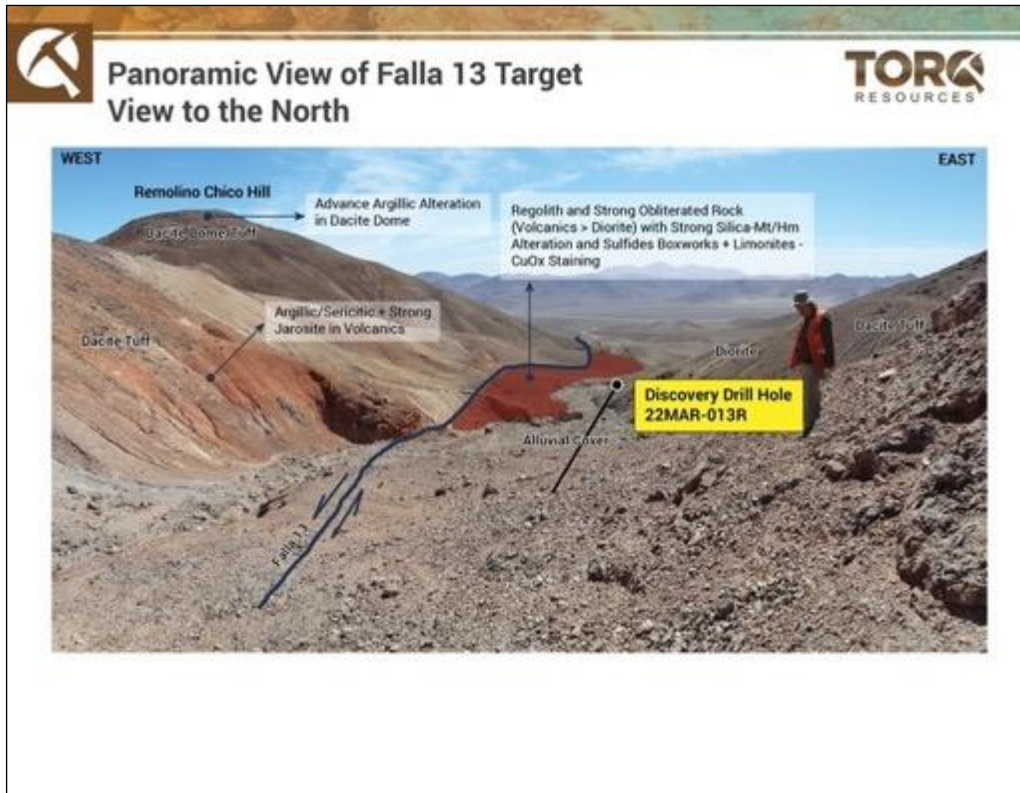 Panoramic View of Falla 13 Target
View to the North
TORQ
RESOURCES
WEST
EAST
Remolino Chico Hill
Advance Argillic Alteration
in Dacite Dome
Dacite Dome/Tuff
Regolith and Strong Obliterated Rock
(Volcanics > Diorite) with Strong Silica-Mt/Hm
Alteration and Sulfides Boxworks + Limonites -
CuOx Staining
Argillic/Sericitic + Strong
Jarosite in Volcanics
Dacite Tuff
Dacite Tuff
Diorite
Discovery Drill Hole
22MAR-013R
Alluvial Cover
Falla 13